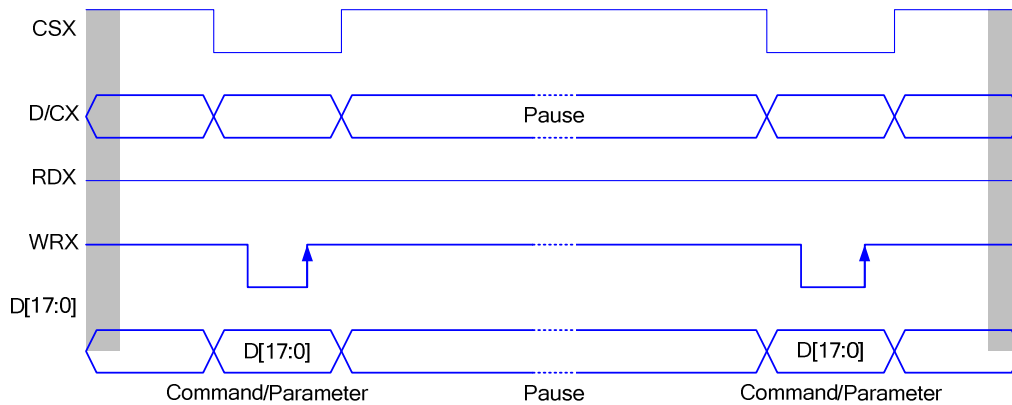 CSX
D/CX
Pause
RDX
WRX
D[17:0]
D[17:0] D[17:0]
Command/Parameter Pause Command/Parameter